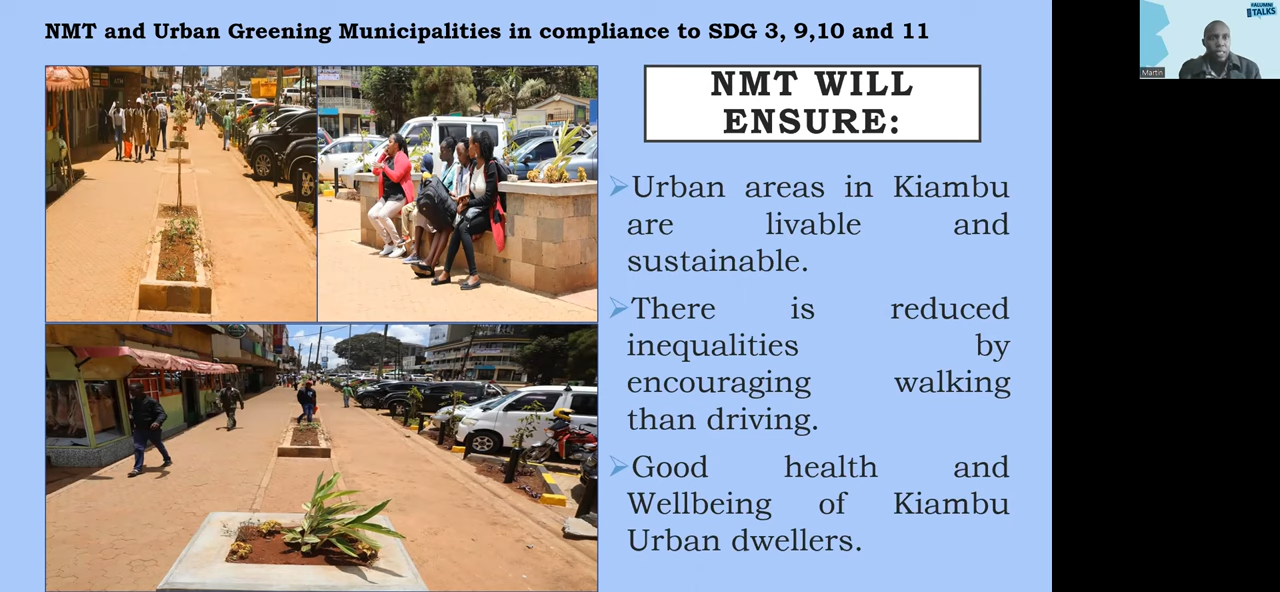 NMT and Urban Greening Municipalities in compliance to SDG 3, 9,10 and 11
NMT WILL
ENSURE:
Urban areas in Kiambu
are livable and
sustainable.
There is reduced
inequalities by
encouraging walking
than driving.
Good health and
Wellbeing of Kiambu
Urban dwellers.
#ALUMNI
TALKS
Martin